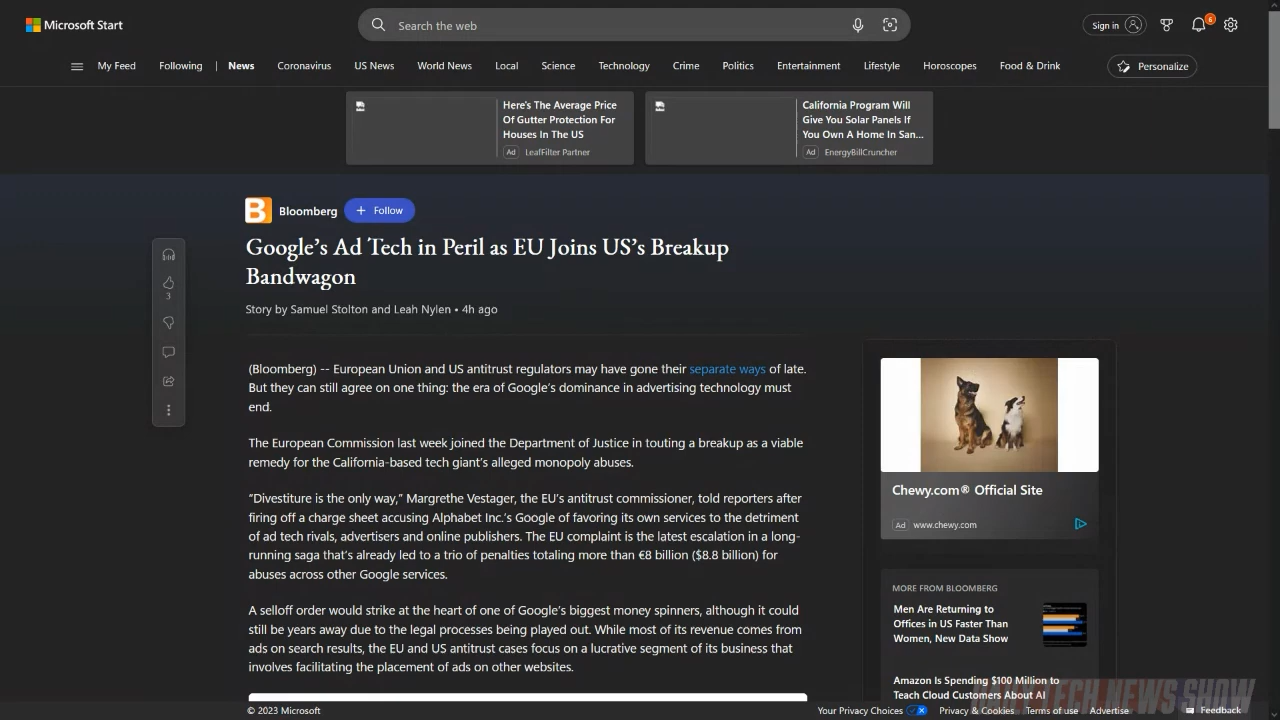 Microsoft Start
Search the web
Sign in
6
My Feed
Following
News
Coronavirus
US News
World News
Local
Science
Technology
Crime
Politics
Entertainment
Lifestyle
Horoscopes
Food & Drink
Personalize
Here's The Average Price
Of Gutter Protection For
Houses In The US
Ad LeafFilter Partner
California Program Will
Give You Solar Panels If
You Own A Home In San...
Ad EnergyBillCruncher
B Bloomberg
+ Follow
Google's Ad Tech in Peril as EU Joins US's Breakup
Bandwagon
Story by Samuel Stolton and Leah Nylen • 4h ago
3
(Bloomberg) -- European Union and US antitrust regulators may have gone their separate ways of late.
But they can still agree on one thing: the era of Google's dominance in advertising technology must
end.
The European Commission last week joined the Department of Justice in touting a breakup as a viable
remedy for the California-based tech giant's alleged monopoly abuses.
"Divestiture is the only way," Margrethe Vestager, the EU's antitrust commissioner, told reporters after
firing off a charge sheet accusing Alphabet Inc.'s Google of favoring its own services to the detriment
of ad tech rivals, advertisers and online publishers. The EU complaint is the latest escalation in a long-
running saga that's already led to a trio of penalties totaling more than €8 billion ($8.8 billion) for
abuses across other Google services.
A selloff order would strike at the heart of one of Google's biggest money spinners, although it could
still be years away due to the legal processes being played out. While most of its revenue comes from
ads on search results, the EU and US antitrust cases focus on a lucrative segment of its business that
involves facilitating the placement of ads on other websites.
Chewy.com® Official Site
Ad www.chewy.com
MORE FROM BLOOMBERG
Men Are Returning to
Offices in US Faster Than
Women, New Data Show
Amazon Is Spending $100 Million to
Teach Cloud Customers About AI
DAILY TECH NEWS SHOW
© 2023 Microsoft
Your Privacy Choices
Privacy & Cookies
Terms of use
Advertise
Feedback